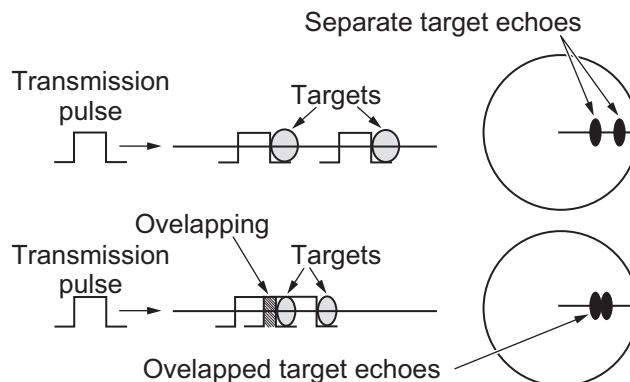 Separate target echoes
Transmission
pulse
Targets
Ovelapping
Transmission
pulse
Targets
Ovelapped target echoes